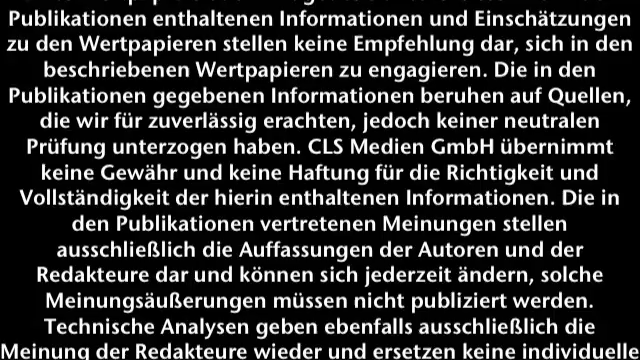 Publikationen enthaltenen Informationen und Einschätzungen
zu den Wertpapieren stellen keine Empfehlung dar, sich in den
beschriebenen Wertpapieren zu engagieren. Die in den
Publikationen gegebenen Informationen beruhen auf Quellen,
die wir für zuverlässig erachten, jedoch keiner neutralen
Prüfung unterzogen haben. CLS Medien GmbH übernimmt
keine Gewähr und keine Haftung für die Richtigkeit und
Vollständigkeit der hierin enthaltenen Informationen. Die in
den Publikationen vertretenen Meinungen stellen
ausschließlich die Auffassungen der Autoren und der
Redakteure dar und können sich jederzeit ändern, solche
Meinungsäußerungen müssen nicht publiziert werden.
Technische Analysen geben ebenfalls ausschließlich die
Meinung der Redakteure wieder und ersetzen keine individuelle